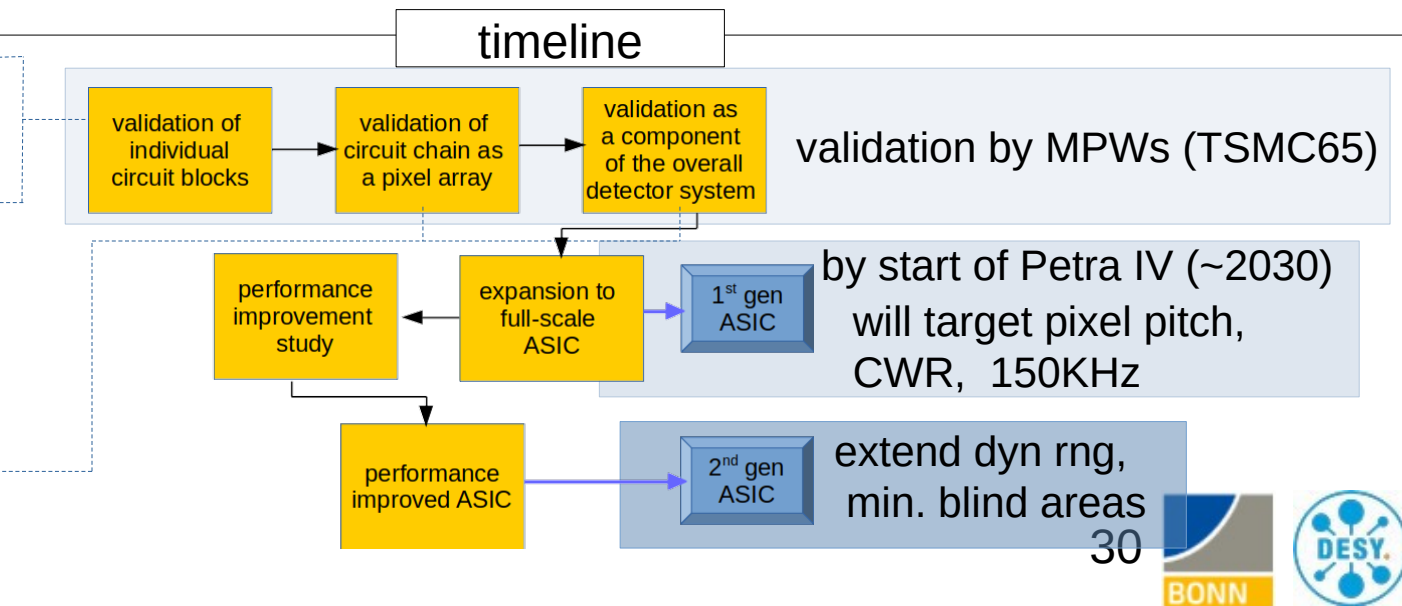 timeline
validation of
individual
circuit blocks
validation of
circuit chain as
a pixel array
validation as
a component
of the overall
detector system
validation by MPWs (TSMC65)
performance
improvement
study
expansion to
full-scale
ASIC
1st gen
ASIC
by start of Petra IV (~2030)
will target pixel pitch,
CWR, 150KHz
performance
improved ASIC
2nd gen
ASIC
extend dyn rng,
min. blind areas
30
BONN
DESY.